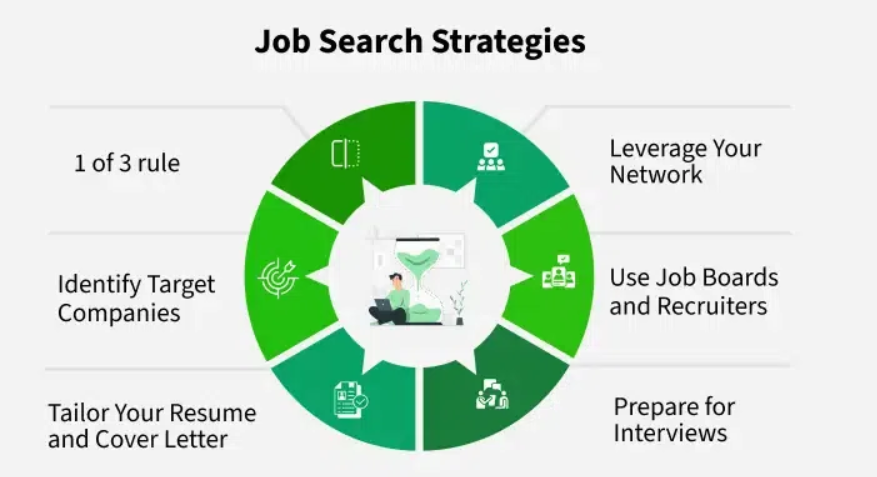 Job Search Strategies
1 of 3 rule
Leverage Your
Network
Identify Target
Companies
Use Job Boards
and Recruiters
Tailor Your Resume
and Cover Letter
Prepare for
Interviews